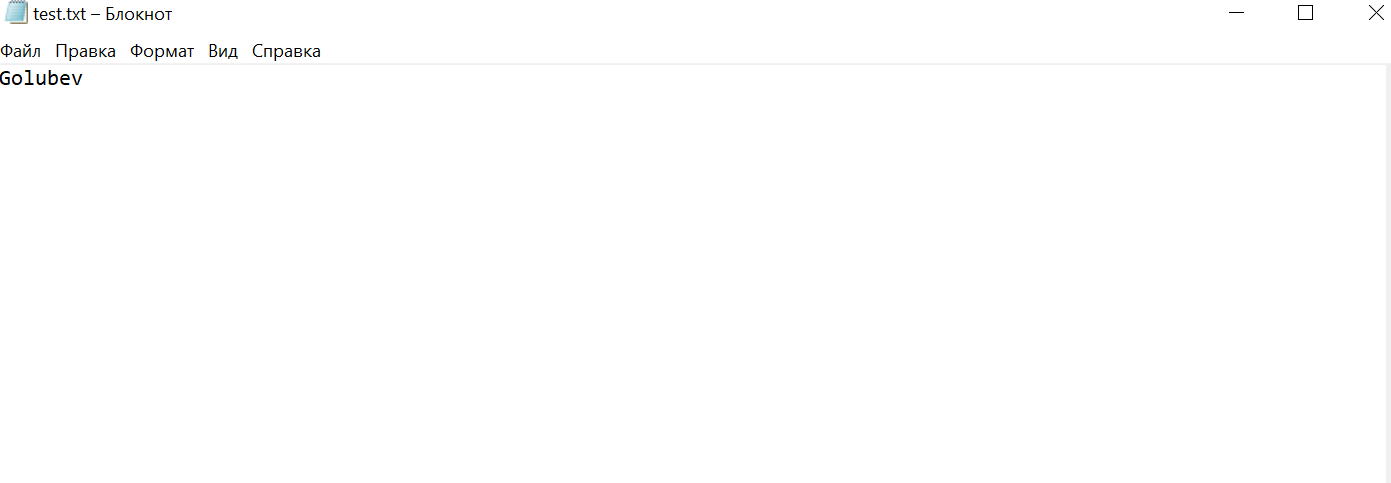 test.txt – Блокнот
Файл Правка Формат Вид Справка
Golubev